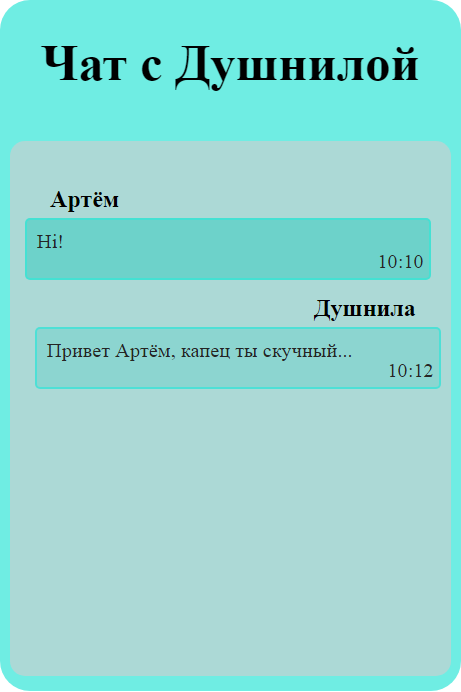 Чат с Душнилой
Артём
Hi!
10:10
Душнила
Привет Артём, капец ты скучный...
10:12